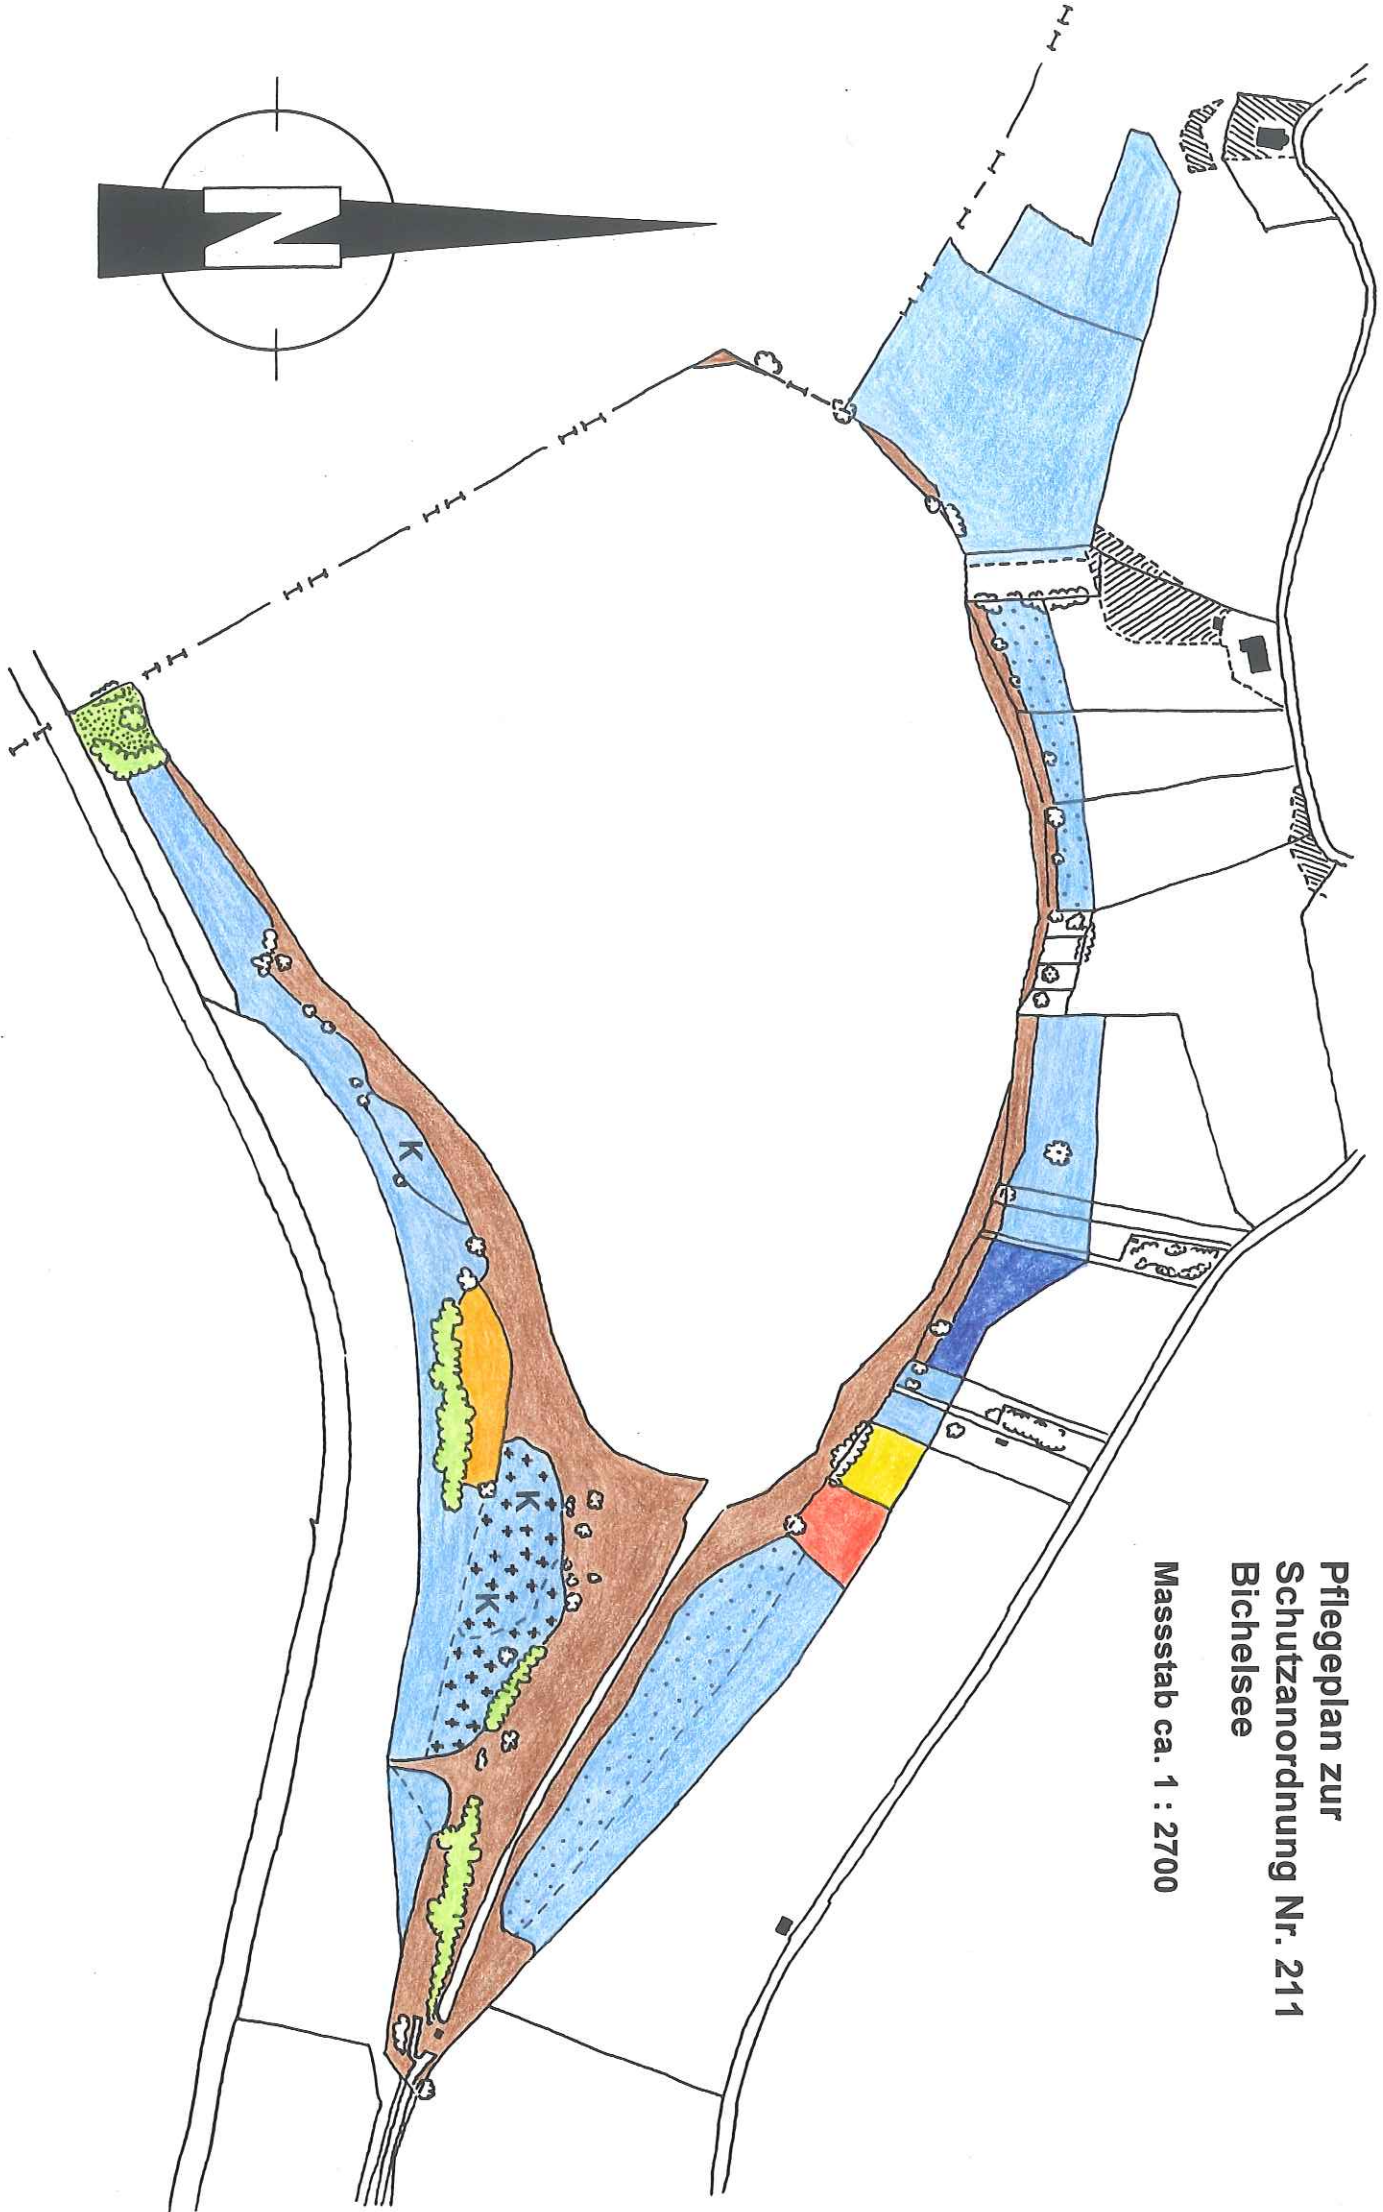 Pflegeplan zur
Schutzanordnung Nr. 211
Bichelsee
Massstab ca. 1 : 2700
N
K
K
K